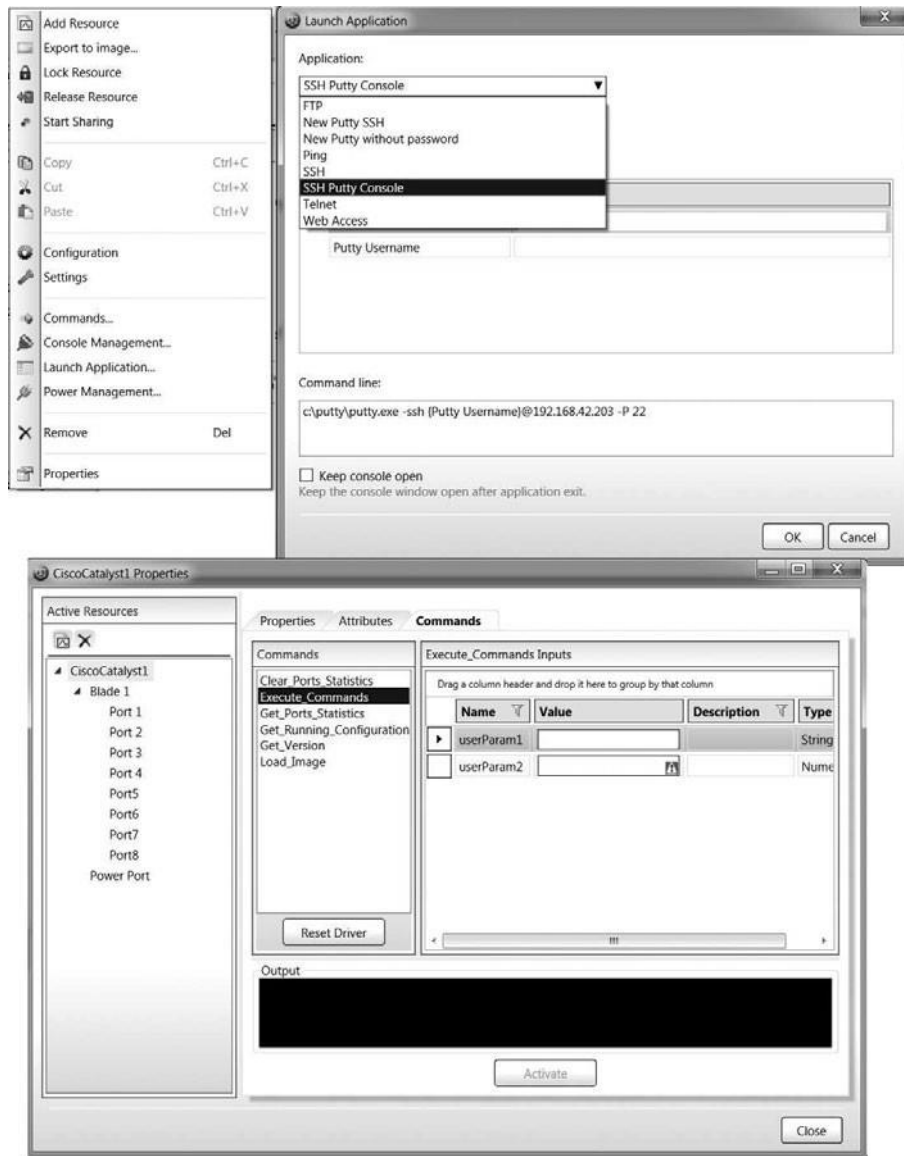 Add Resource
Export to image...
Lock Resource
Release Resource
Start Sharing
Copy Ctrl+C
Cut Ctrl+X
Paste Ctrl+V
Configuration
Settings
Commands...
Console Management...
Launch Application...
Power Management...
Remove Del
Properties
Launch Application
Application:
SSH Putty Console
FTP
New Putty SSH
New Putty without password
Ping
SSH
SSH Putty Console
Telnet
Web Access
Putty Username
Command line:
c:\putty\putty.exe -ssh {Putty Username}@192.168.42.203 -P 22
Keep console open
Keep the console window open after application exit.
OK Cancel
CiscoCatalyst1 Properties
Active Resources
CiscoCatalyst1
Blade 1
Port 1
Port 2
Port 3
Port 4
Port5
Port6
Port7
Port8
Power Port
Properties Attributes Commands
Commands
Clear_Ports_Statistics
Execute_Commands
Get_Ports_Statistics
Get_Running_Configuration
Get_Version
Load_Image
Reset Driver
Execute_Commands Inputs
Drag a column header and drop it here to group by that column
Name Value Description Type
userParam1 String
userParam2 Nume
Output
Activate
Close